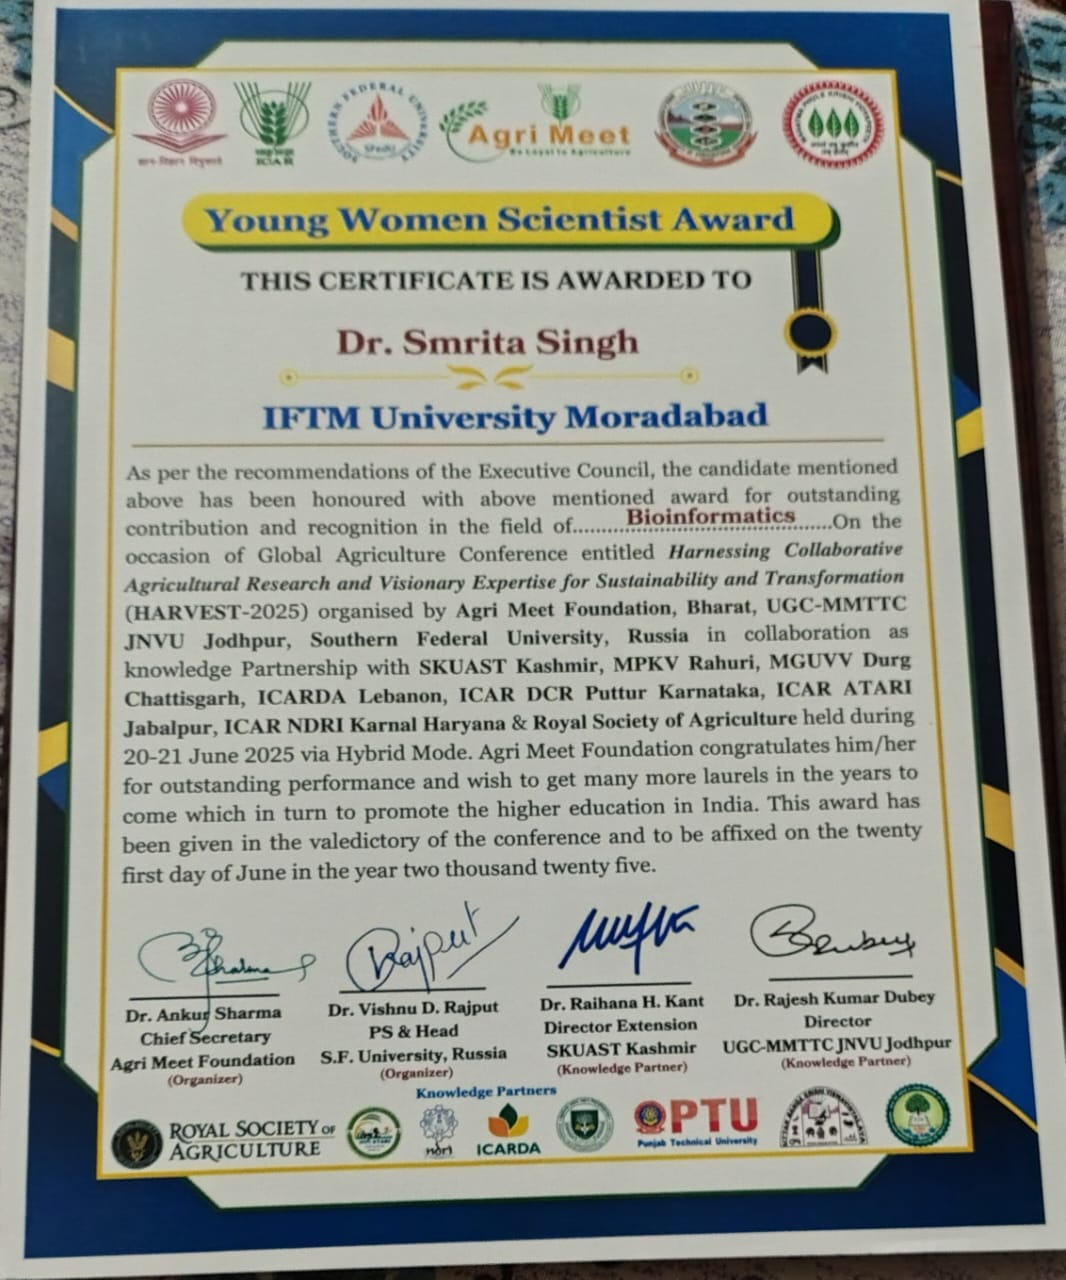 ज्ञान-विज्ञान विमुक्तये
ICAR
SOUTHERN FEDERAL UNIVERSITY
SFedU
Agri Meet
Be Loyal to Agriculture
Young Women Scientist Award
THIS CERTIFICATE IS AWARDED TO
Dr. Smrita Singh
IFTM University Moradabad
As per the recommendations of the Executive Council, the candidate mentioned
above has been honoured with above mentioned award for outstanding
contribution and recognition in the field of........Bioinformatics......On the
occasion of Global Agriculture Conference entitled Harnessing Collaborative
Agricultural Research and Visionary Expertise for Sustainability and Transformation
(HARVEST-2025) organised by Agri Meet Foundation, Bharat, UGC-MMTTC
JNVU Jodhpur, Southern Federal University, Russia in collaboration as
knowledge Partnership with SKUAST Kashmir, MPKV Rahuri, MGUVV Durg
Chattisgarh, ICARDA Lebanon, ICAR DCR Puttur Karnataka, ICAR ATARI
Jabalpur, ICAR NDRI Karnal Haryana & Royal Society of Agriculture held during
20-21 June 2025 via Hybrid Mode. Agri Meet Foundation congratulates him/her
for outstanding performance and wish to get many more laurels in the years to
come which in turn to promote the higher education in India. This award has
been given in the valedictory of the conference and to be affixed on the twenty
first day of June in the year two thousand twenty five.
Rajput
Dr. Ankur Sharma
Chief Secretary
Agri Meet Foundation
(Organizer)
Dr. Vishnu D. Rajput
PS & Head
S.F. University, Russia
(Organizer)
Dr. Raihana H. Kant
Director Extension
SKUAST Kashmir
(Knowledge Partner)
Dr. Rajesh Kumar Dubey
Director
UGC-MMTTC JNVU Jodhpur
(Knowledge Partner)
Knowledge Partners
ROYAL SOCIETY OF
AGRICULTURE
ndri
ICARDA
PTU
Punjab Technical University